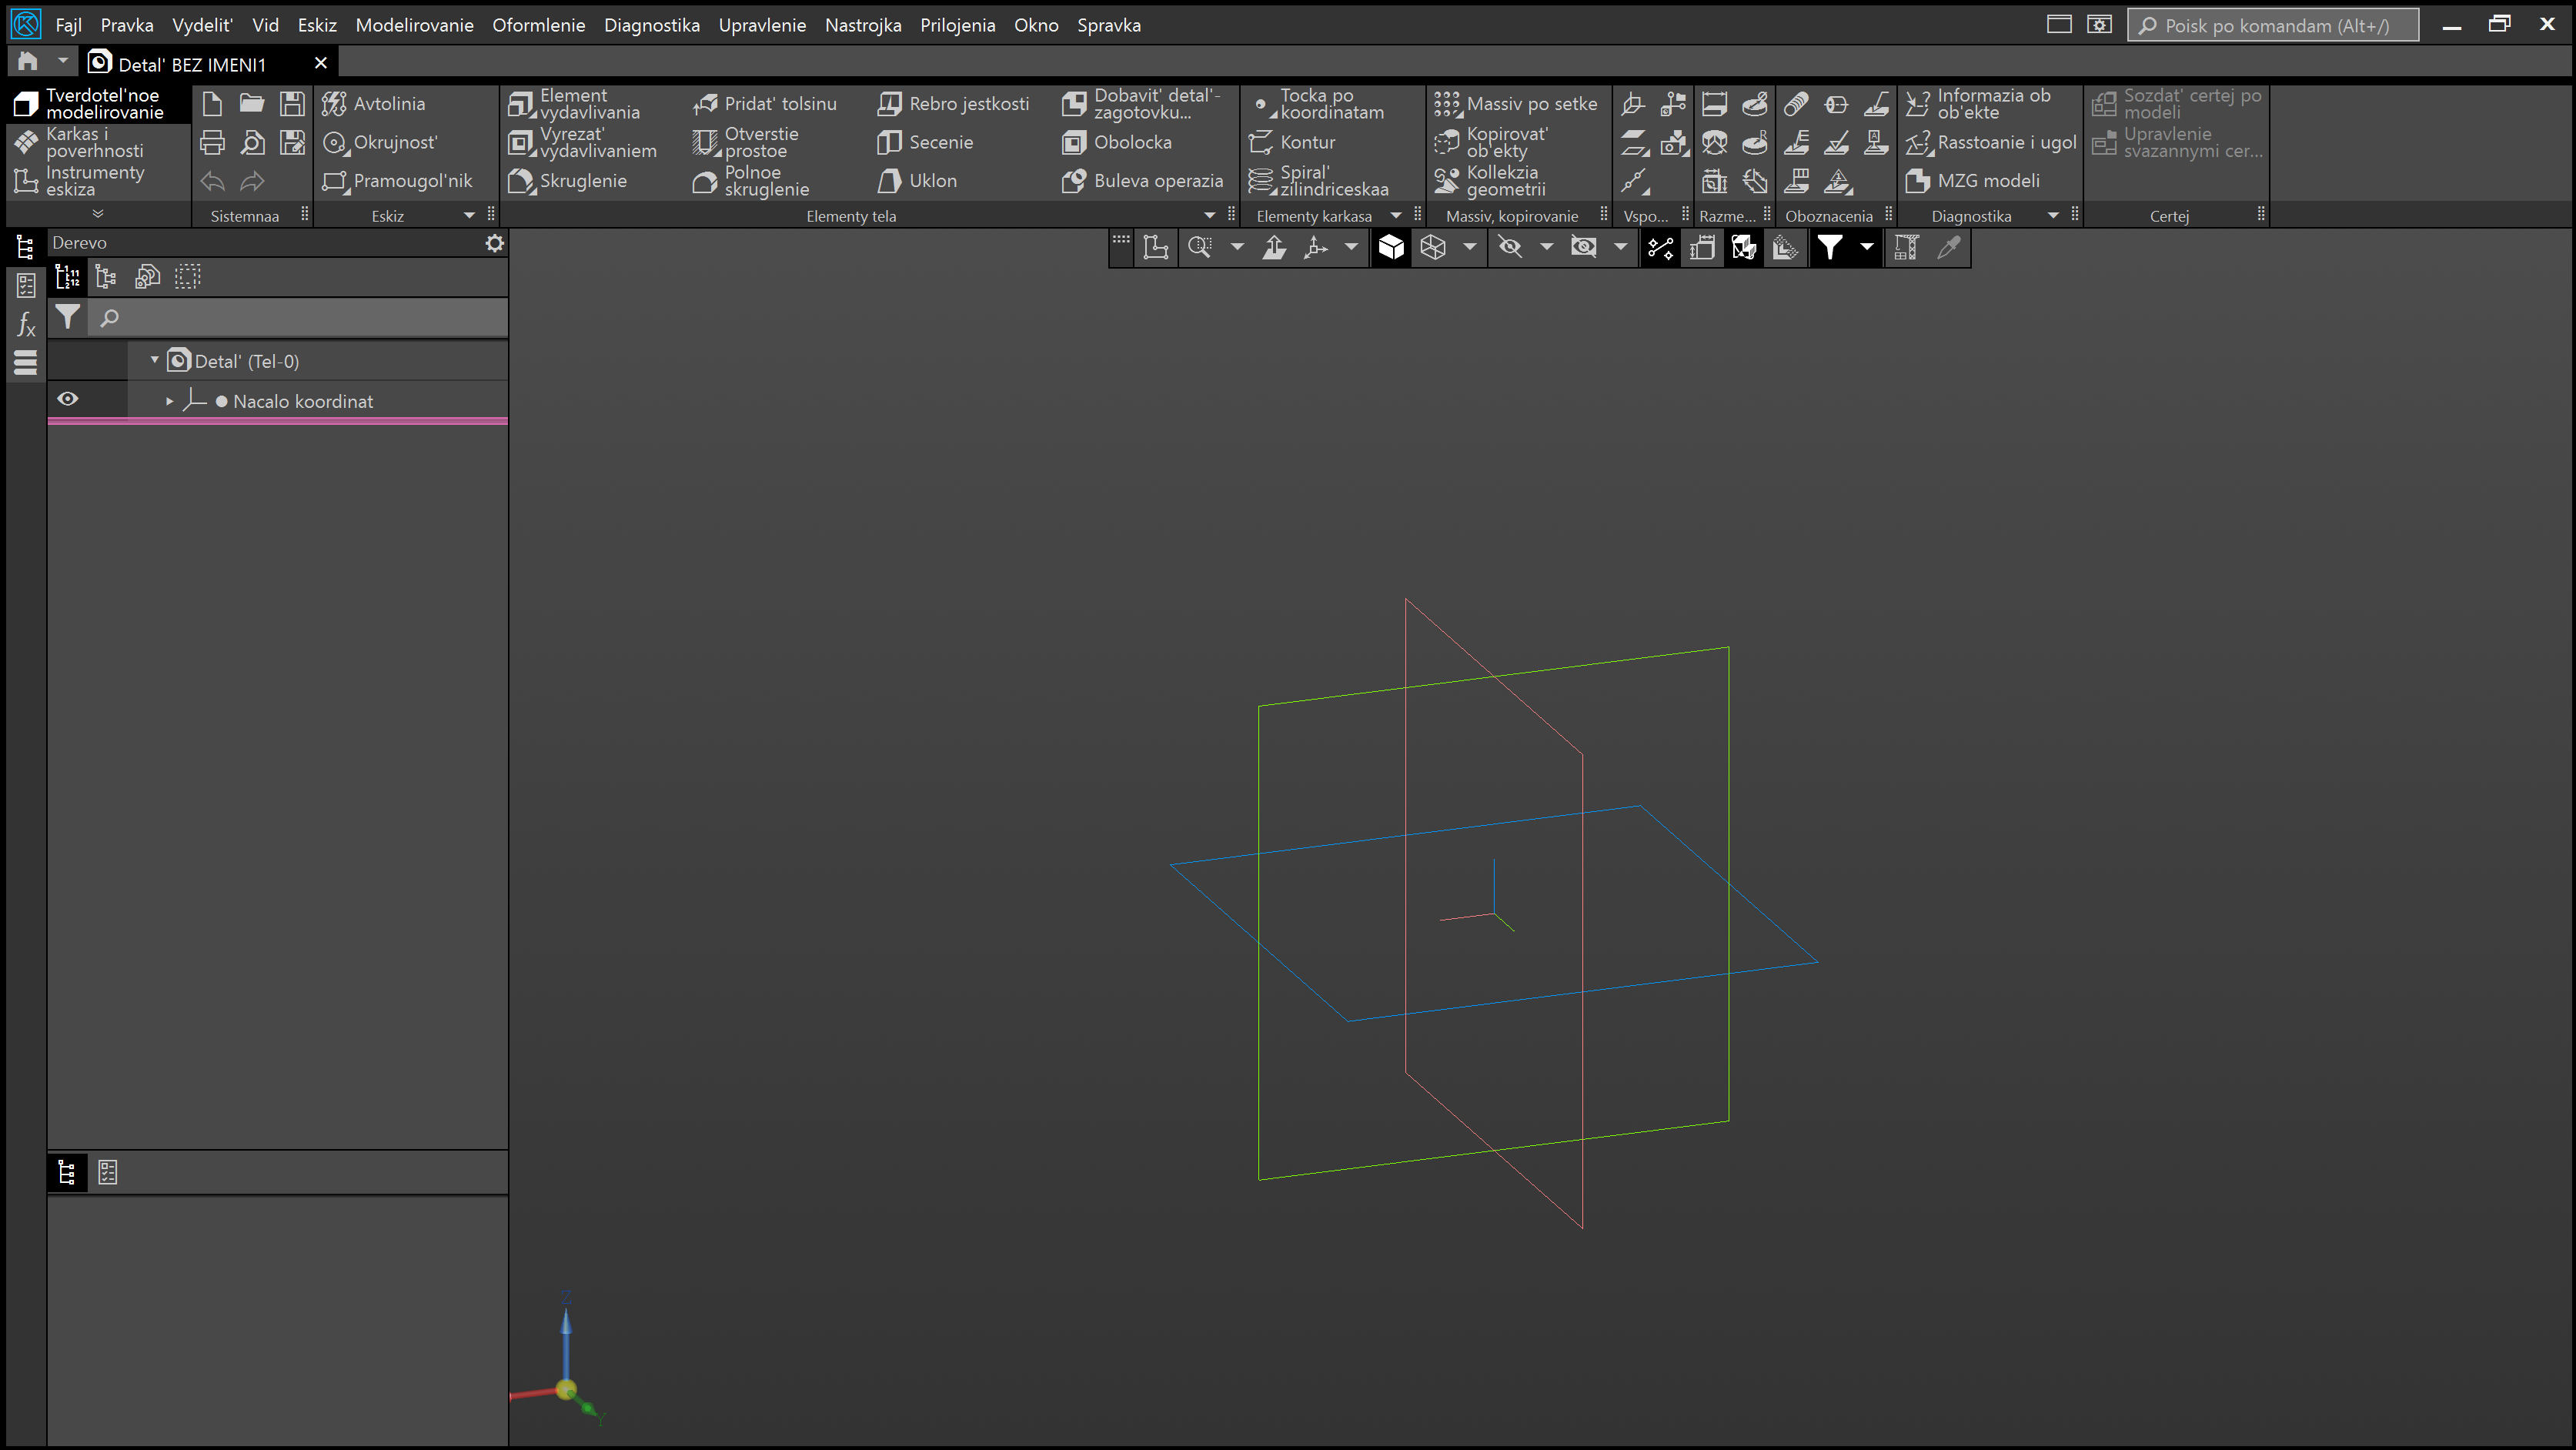 Fajl Pravka Vydelit' Vid Eskiz Modelirovanie Oformlenie Diagnostika Upravlenie Nastrojka Prilojenia Okno Spravka Poisk po komandam (Alt+/)
Detal' BEZ IMENI1
Tverdotel'noe
modelirovanie
Karkas i
poverhnosti
Instrumenty
eskiza
Sistemnaa
Avtolinia
Okrujnost'
Pramougol'nik
Eskiz
Element
vydavlivania
Vyrezat'
vydavlivaniem
Skruglenie
Pridat' tolsinu
Otverstie
prostoe
Polnoe
skruglenie
Rebro jestkosti
Secenie
Uklon
Dobavit' detal'-
zagotovku...
Obolocka
Buleva operazia
Elementy tela
Tocka po
koordinatam
Kontur
Spiral'
zilindriceskaa
Elementy karkasa
Massiv po setke
Kopirovat'
ob'ekty
Kollekzia
geometrii
Massiv, kopirovanie
Vspo...
Razme...
Oboznacenia
Informazia ob
ob'ekte
Rasstoanie i ugol
MZG modeli
Diagnostika
Sozdat' certej po
modeli
Upravlenie
svazannymi cer...
Certej
Derevo
Detal' (Tel-0)
Nacalo koordinat
Z
Y